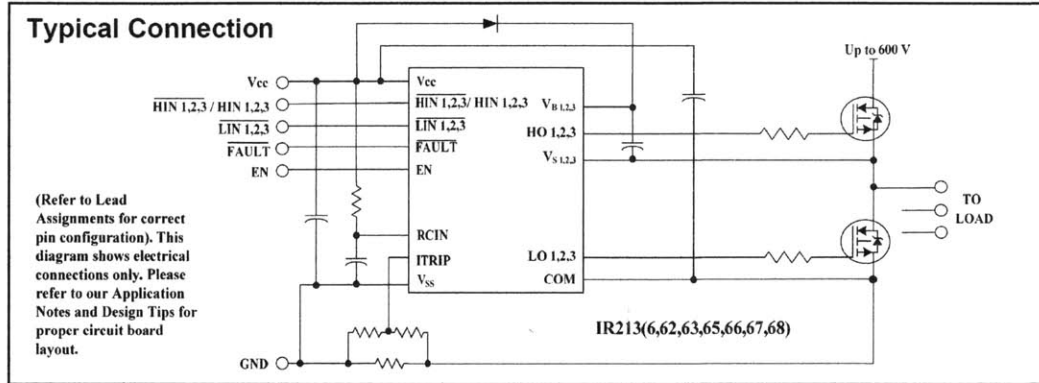 Typical Connection
Up to 600 V
Vcc
HIN 1,2,3 / HIN 1,2,3
LIN 1,2,3
FAULT
EN
Vcc
HIN 1,2,3/ HIN 1,2,3
LIN 1,2,3
FAULT
EN
RCIN
ITRIP
VSS
VB 1,2,3
HO 1,2,3
VS 1,2,3
LO 1,2,3
COM
TO
LOAD
(Refer to Lead
Assignments for correct
pin configuration). This
diagram shows electrical
connections only. Please
refer to our Application
Notes and Design Tips for
proper circuit board
layout.
GND
IR213(6,62,63,65,66,67,68)